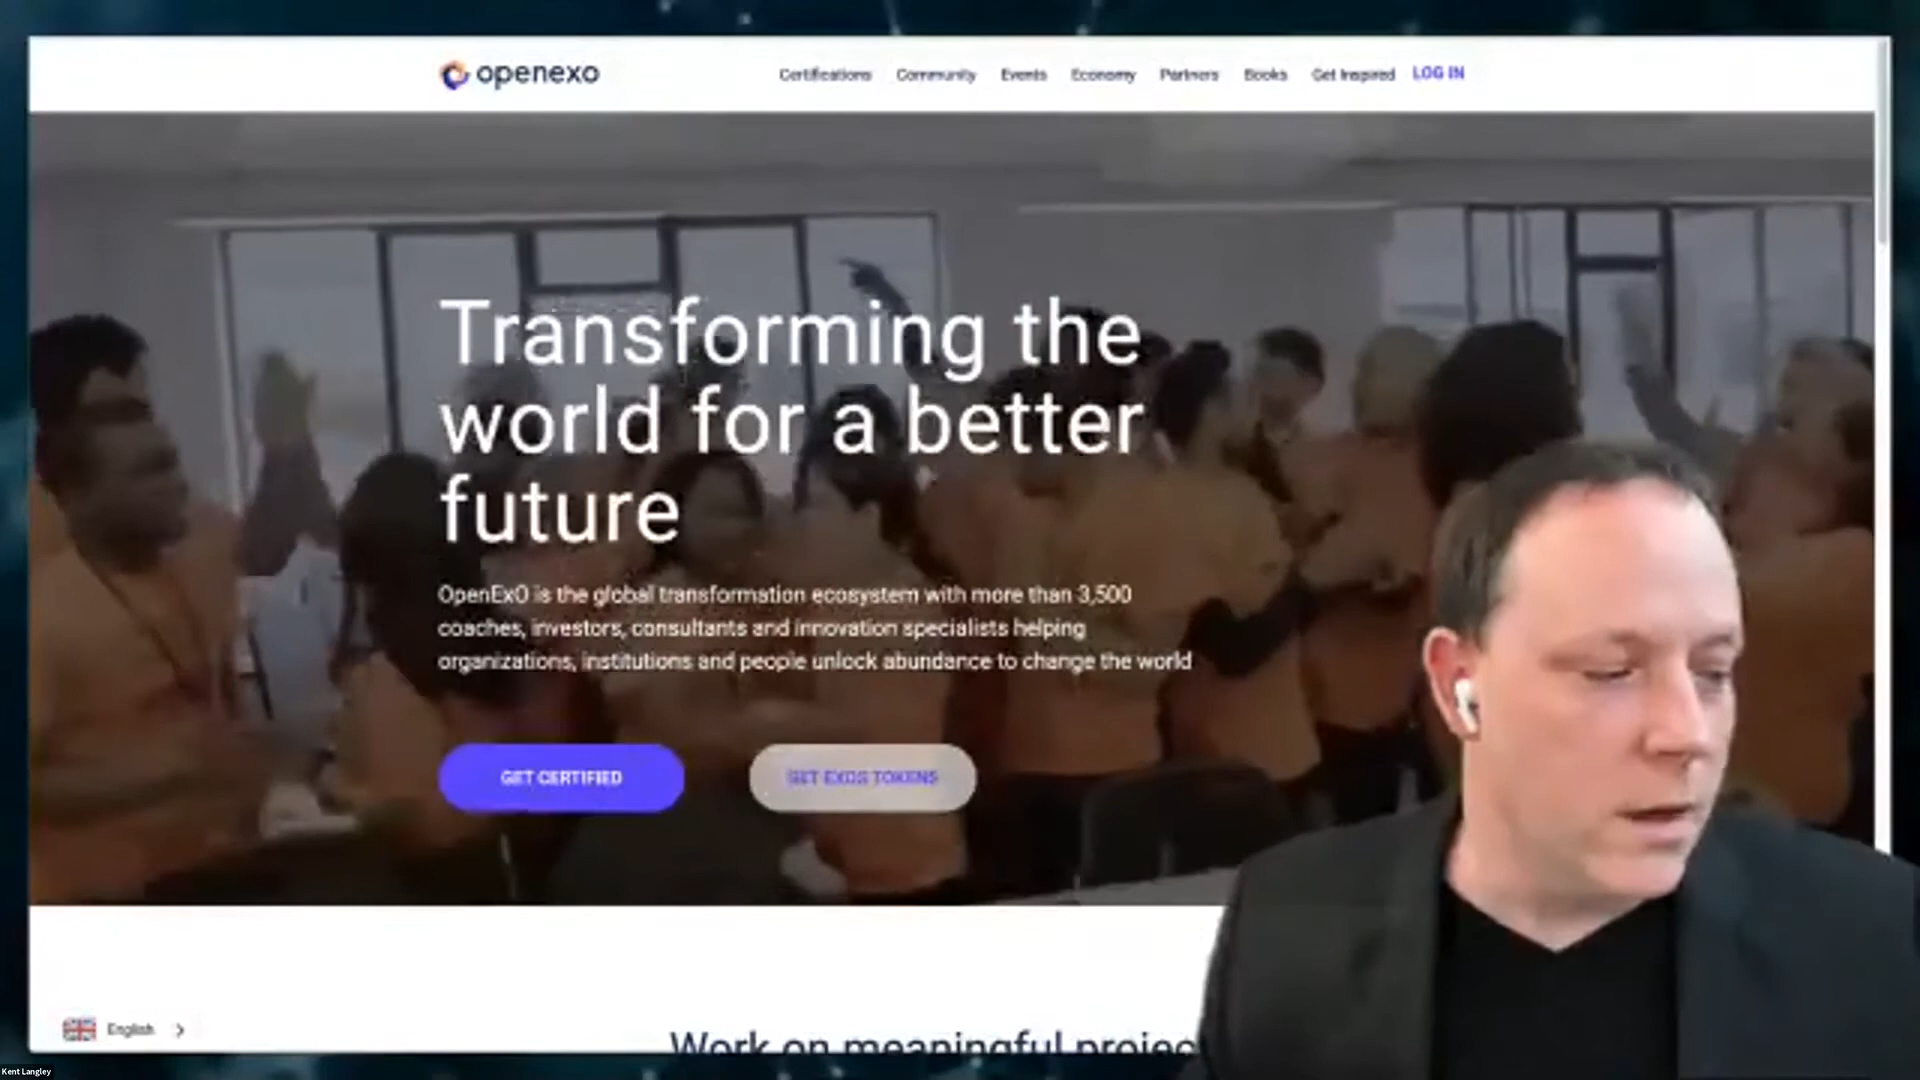 openexo
Certifications Community Events Economy Partners Books Get Inspired LOG IN
Transforming the
world for a better
future
OpenExO is the global transformation ecosystem with more than 3,500
coaches, investors, consultants and innovation specialists helping
organizations, institutions and people unlock abundance to change the world
GET CERTIFIED GET EXOS TOKENS
Work on meaningful projec
English
Kent Langley